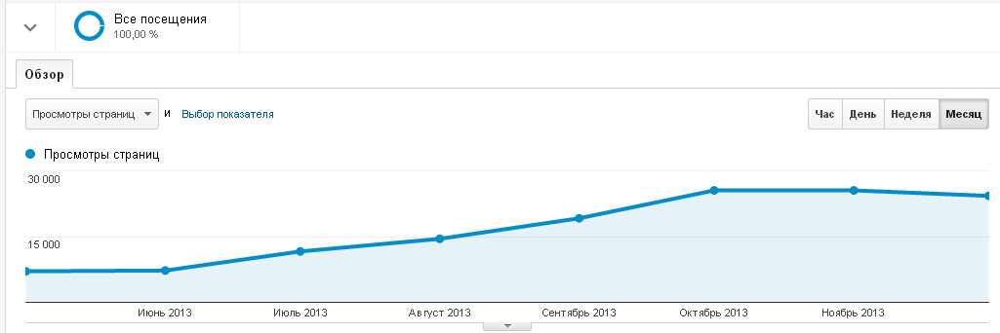 Все посещения
100,00 %
Обзор
Просмотры страниц и Выбор показателя Час День Неделя Месяц
Просмотры страниц
30 000
15 000
Июнь 2013 Июль 2013 Август 2013 Сентябрь 2013 Октябрь 2013 Ноябрь 2013